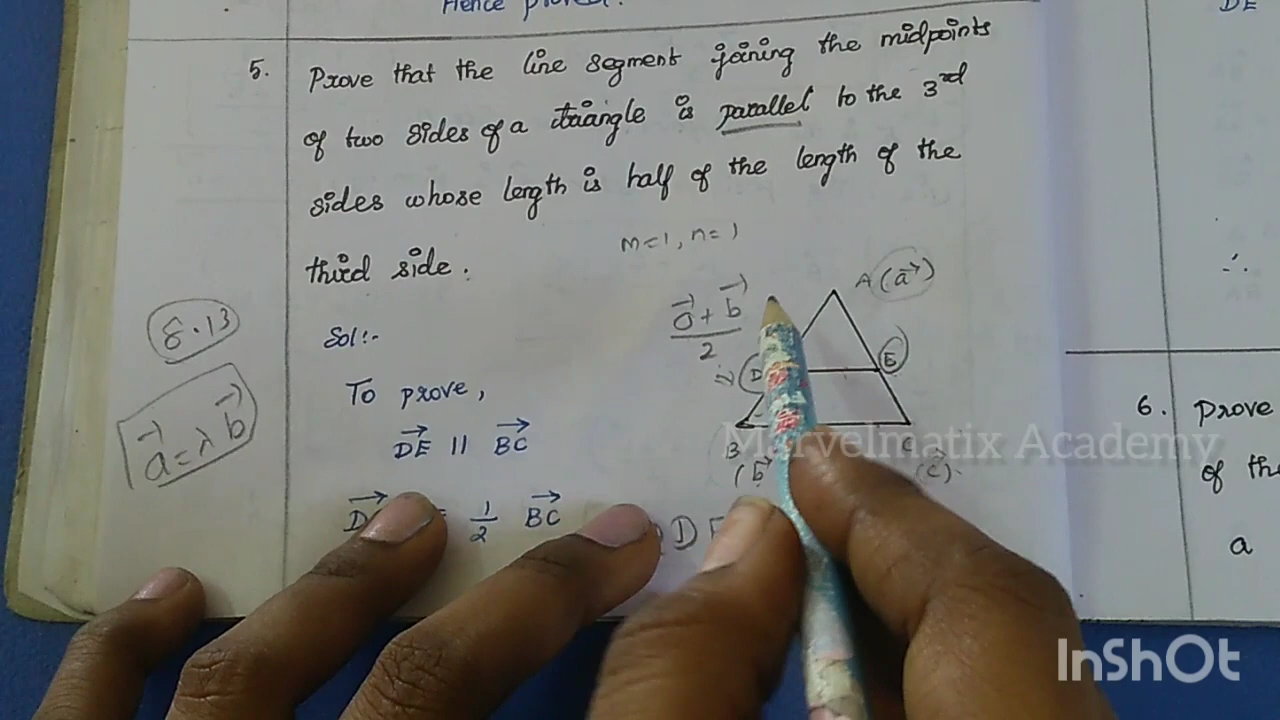 Hence proved.
DE
5. Prove that the line segment joining the midpoints
of two sides of a triangle is parallel to the 3rd
sides whose length is half of the length of the
third side.
m=1, n=1
A (a→)
8.13
Sol:-
(a→ + b→)/2
D
E
To prove,
a→ = λ b→
DE→ || BC→
B
C
(b→
(c→).
= 1/2 BC→
D
∴
6. Prove
of the
a
Marvelmatix Academy
InShOt